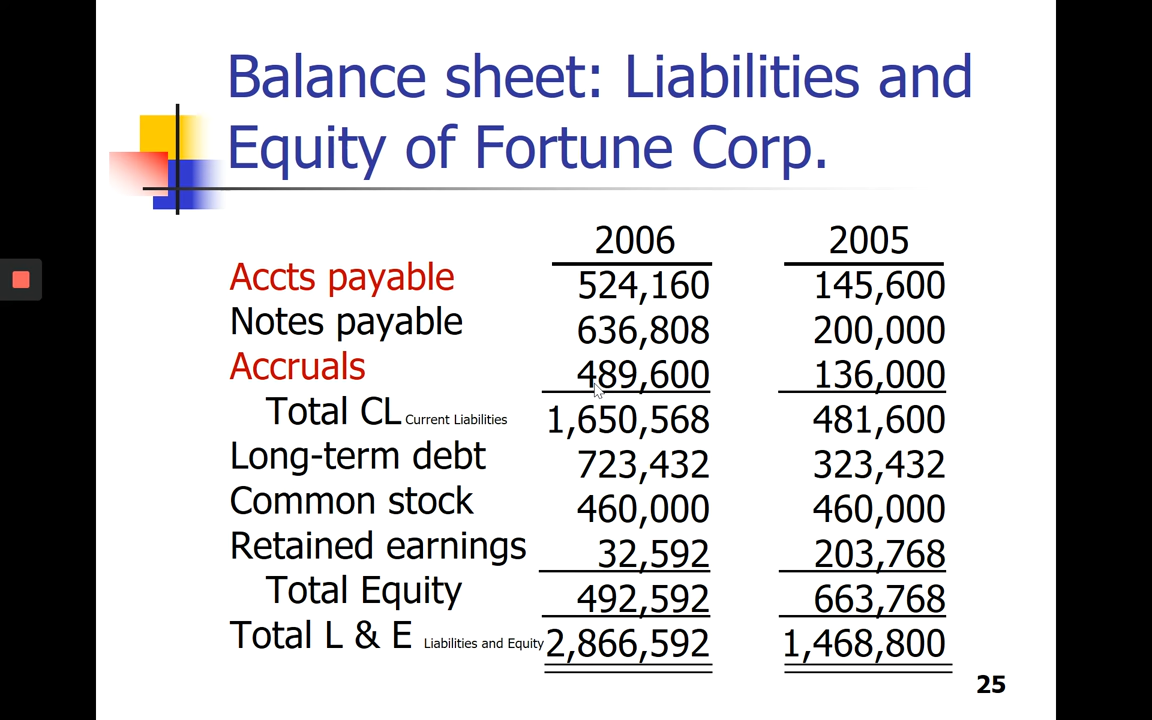 Balance sheet: Liabilities and
Equity of Fortune Corp.
2006 2005
Accts payable 524,160 145,600
Notes payable 636,808 200,000
Accruals 489,600 136,000
Total CL Current Liabilities 1,650,568 481,600
Long-term debt 723,432 323,432
Common stock 460,000 460,000
Retained earnings 32,592 203,768
Total Equity 492,592 663,768
Total L & E Liabilities and Equity 2,866,592 1,468,800
25